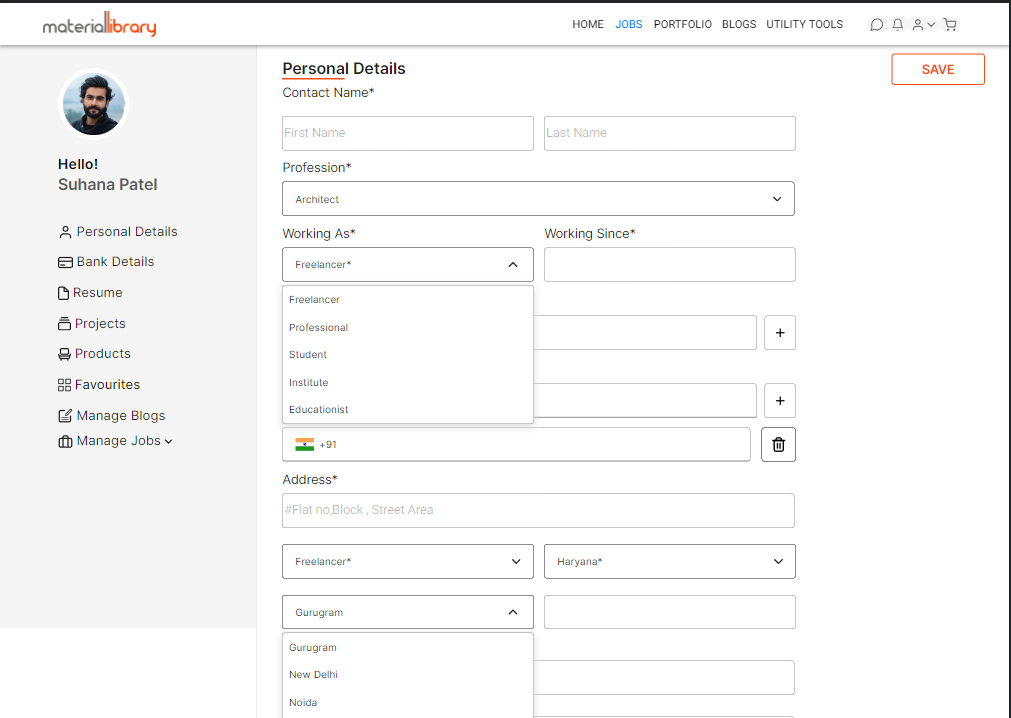 materiallibrary
HOME JOBS PORTFOLIO BLOGS UTILITY TOOLS
Hello!
Suhana Patel
Personal Details
Bank Details
Resume
Projects
Products
Favourites
Manage Blogs
Manage Jobs
Personal Details
SAVE
Contact Name*
First Name
Last Name
Profession*
Architect
Working As*
Working Since*
Freelancer*
Freelancer
Professional
Student
Institute
Educationist
+
+
+91
Address*
#Flat no,Block , Street Area
Freelancer*
Haryana*
Gurugram
Gurugram
New Delhi
Noida